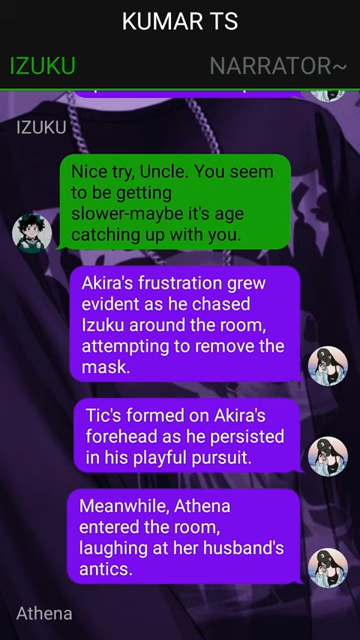 KUMAR TS
IZUKU NARRATOR~
IZUKU
Nice try, Uncle. You seem
to be getting
slower-maybe it's age
catching up with you.
Akira's frustration grew
evident as he chased
Izuku around the room,
attempting to remove the
mask.
Tic's formed on Akira's
forehead as he persisted
in his playful pursuit.
Meanwhile, Athena
entered the room,
laughing at her husband's
antics.
Athena